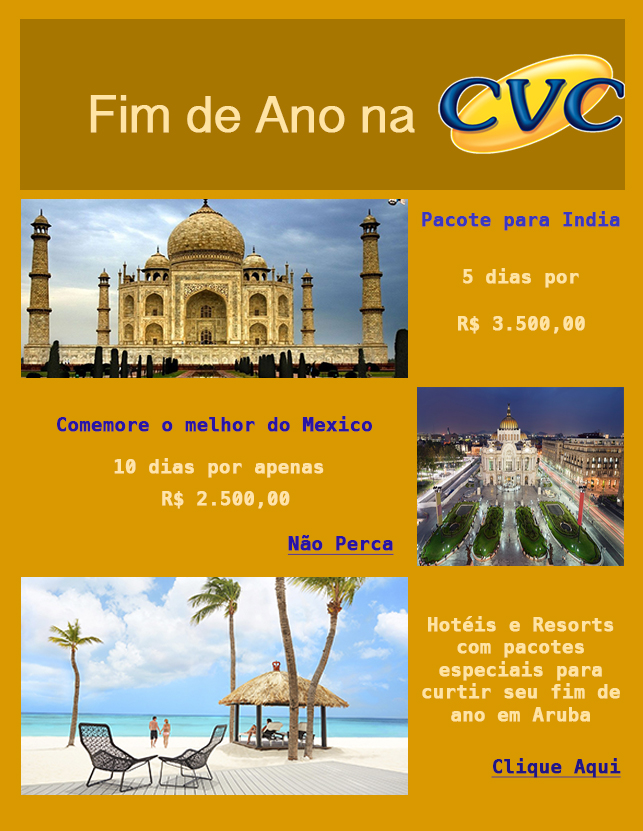 Fim de Ano na CVC
Pacote para India
5 dias por
R$ 3.500,00
Comemore o melhor do Mexico
10 dias por apenas
R$ 2.500,00
Não Perca
Hotéis e Resorts
com pacotes
especiais para
curtir seu fim de
ano em Aruba
Clique Aqui